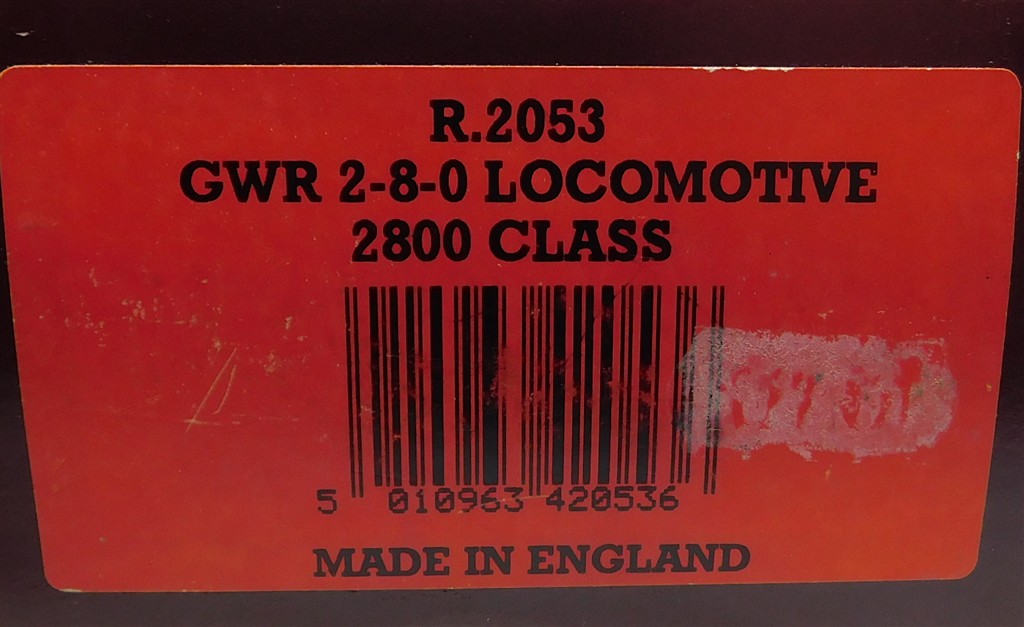 R.2053
GWR 2-8-0 LOCOMOTIVE
2800 CLASS
5 010963 420536
MADE IN ENGLAND